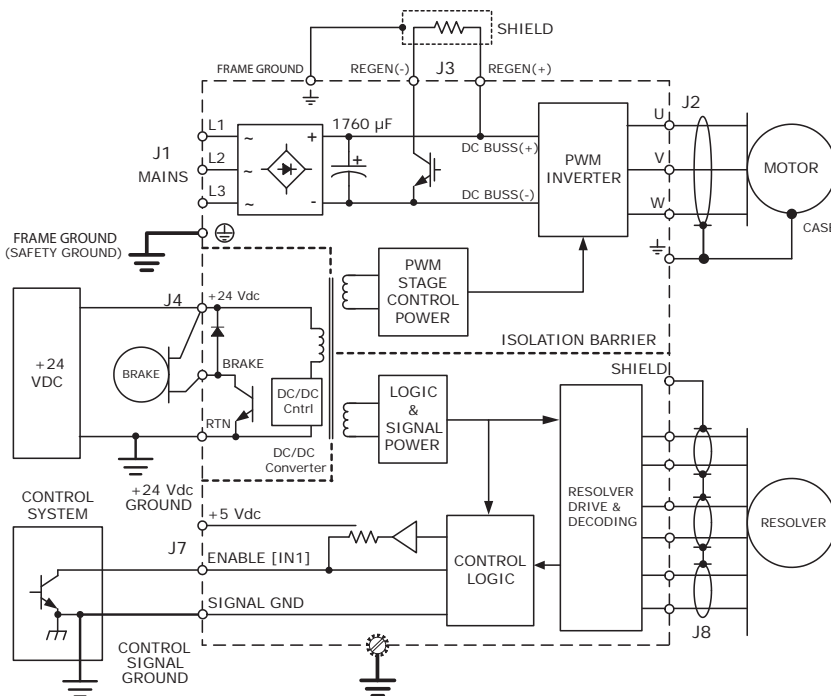 SHIELD
FRAME GROUND
REGEN(-)
J3
REGEN(+)
L1
L2
L3
J1
MAINS
~
~
~
+
-
1760 µF
+
DC BUSS(+)
DC BUSS(-)
PWM
INVERTER
U
V
W
J2
MOTOR
CASE
FRAME GROUND
(SAFETY GROUND)
PWM
STAGE
CONTROL
POWER
ISOLATION BARRIER
+24
VDC
J4
+24 Vdc
BRAKE
BRAKE
RTN
DC/DC
Cntrl
DC/DC
Converter
LOGIC
&
SIGNAL
POWER
SHIELD
RESOLVER
DRIVE &
DECODING
RESOLVER
J8
+24 Vdc
GROUND
CONTROL
SYSTEM
+5 Vdc
J7
ENABLE [IN1]
SIGNAL GND
CONTROL
LOGIC
CONTROL
SIGNAL
GROUND